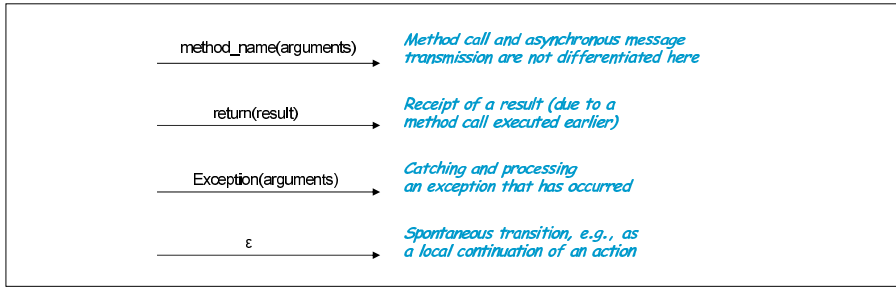 method_name(arguments)
Method call and asynchronous message
transmission are not differentiated here
return(result)
Receipt of a result (due to a
method call executed earlier)
Exception(arguments)
Catching and processing
an exception that has occurred
ε
Spontaneous transition, e.g., as
a local continuation of an action